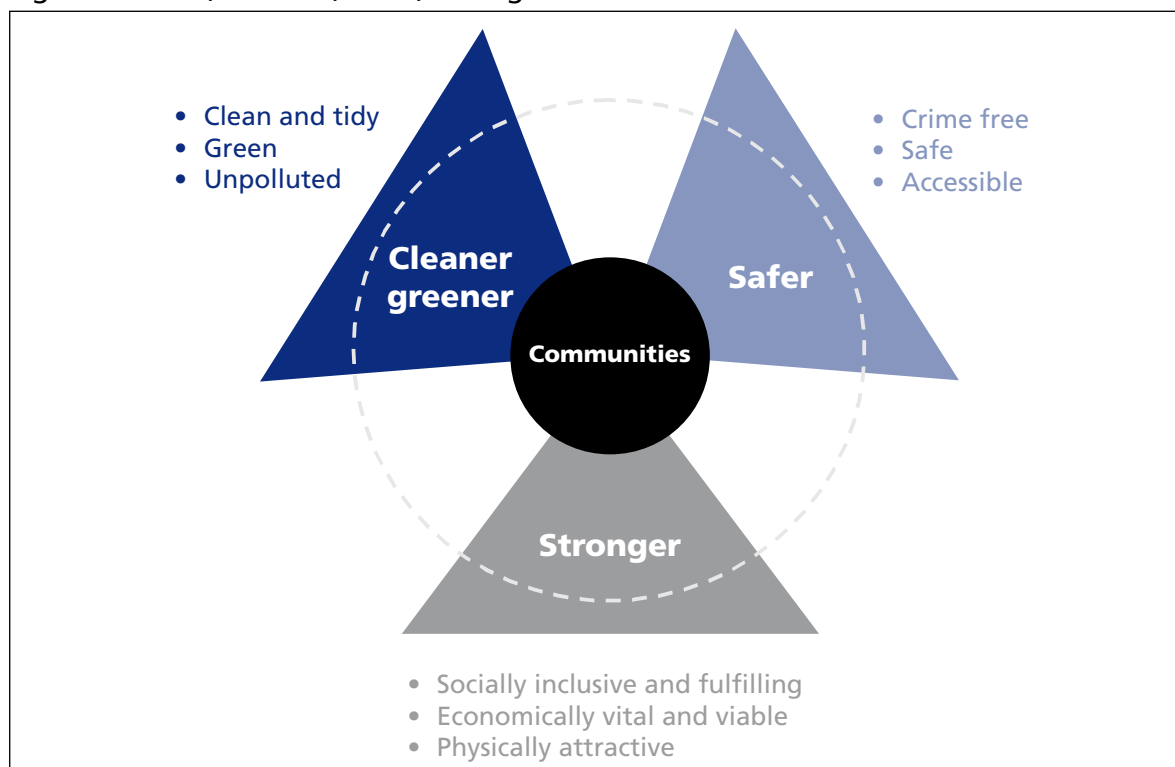 • Clean and tidy
• Green
• Unpolluted
• Crime free
• Safe
• Accessible
Cleaner
greener
Safer
Communities
Stronger
• Socially inclusive and fulfilling
• Economically vital and viable
• Physically attractive